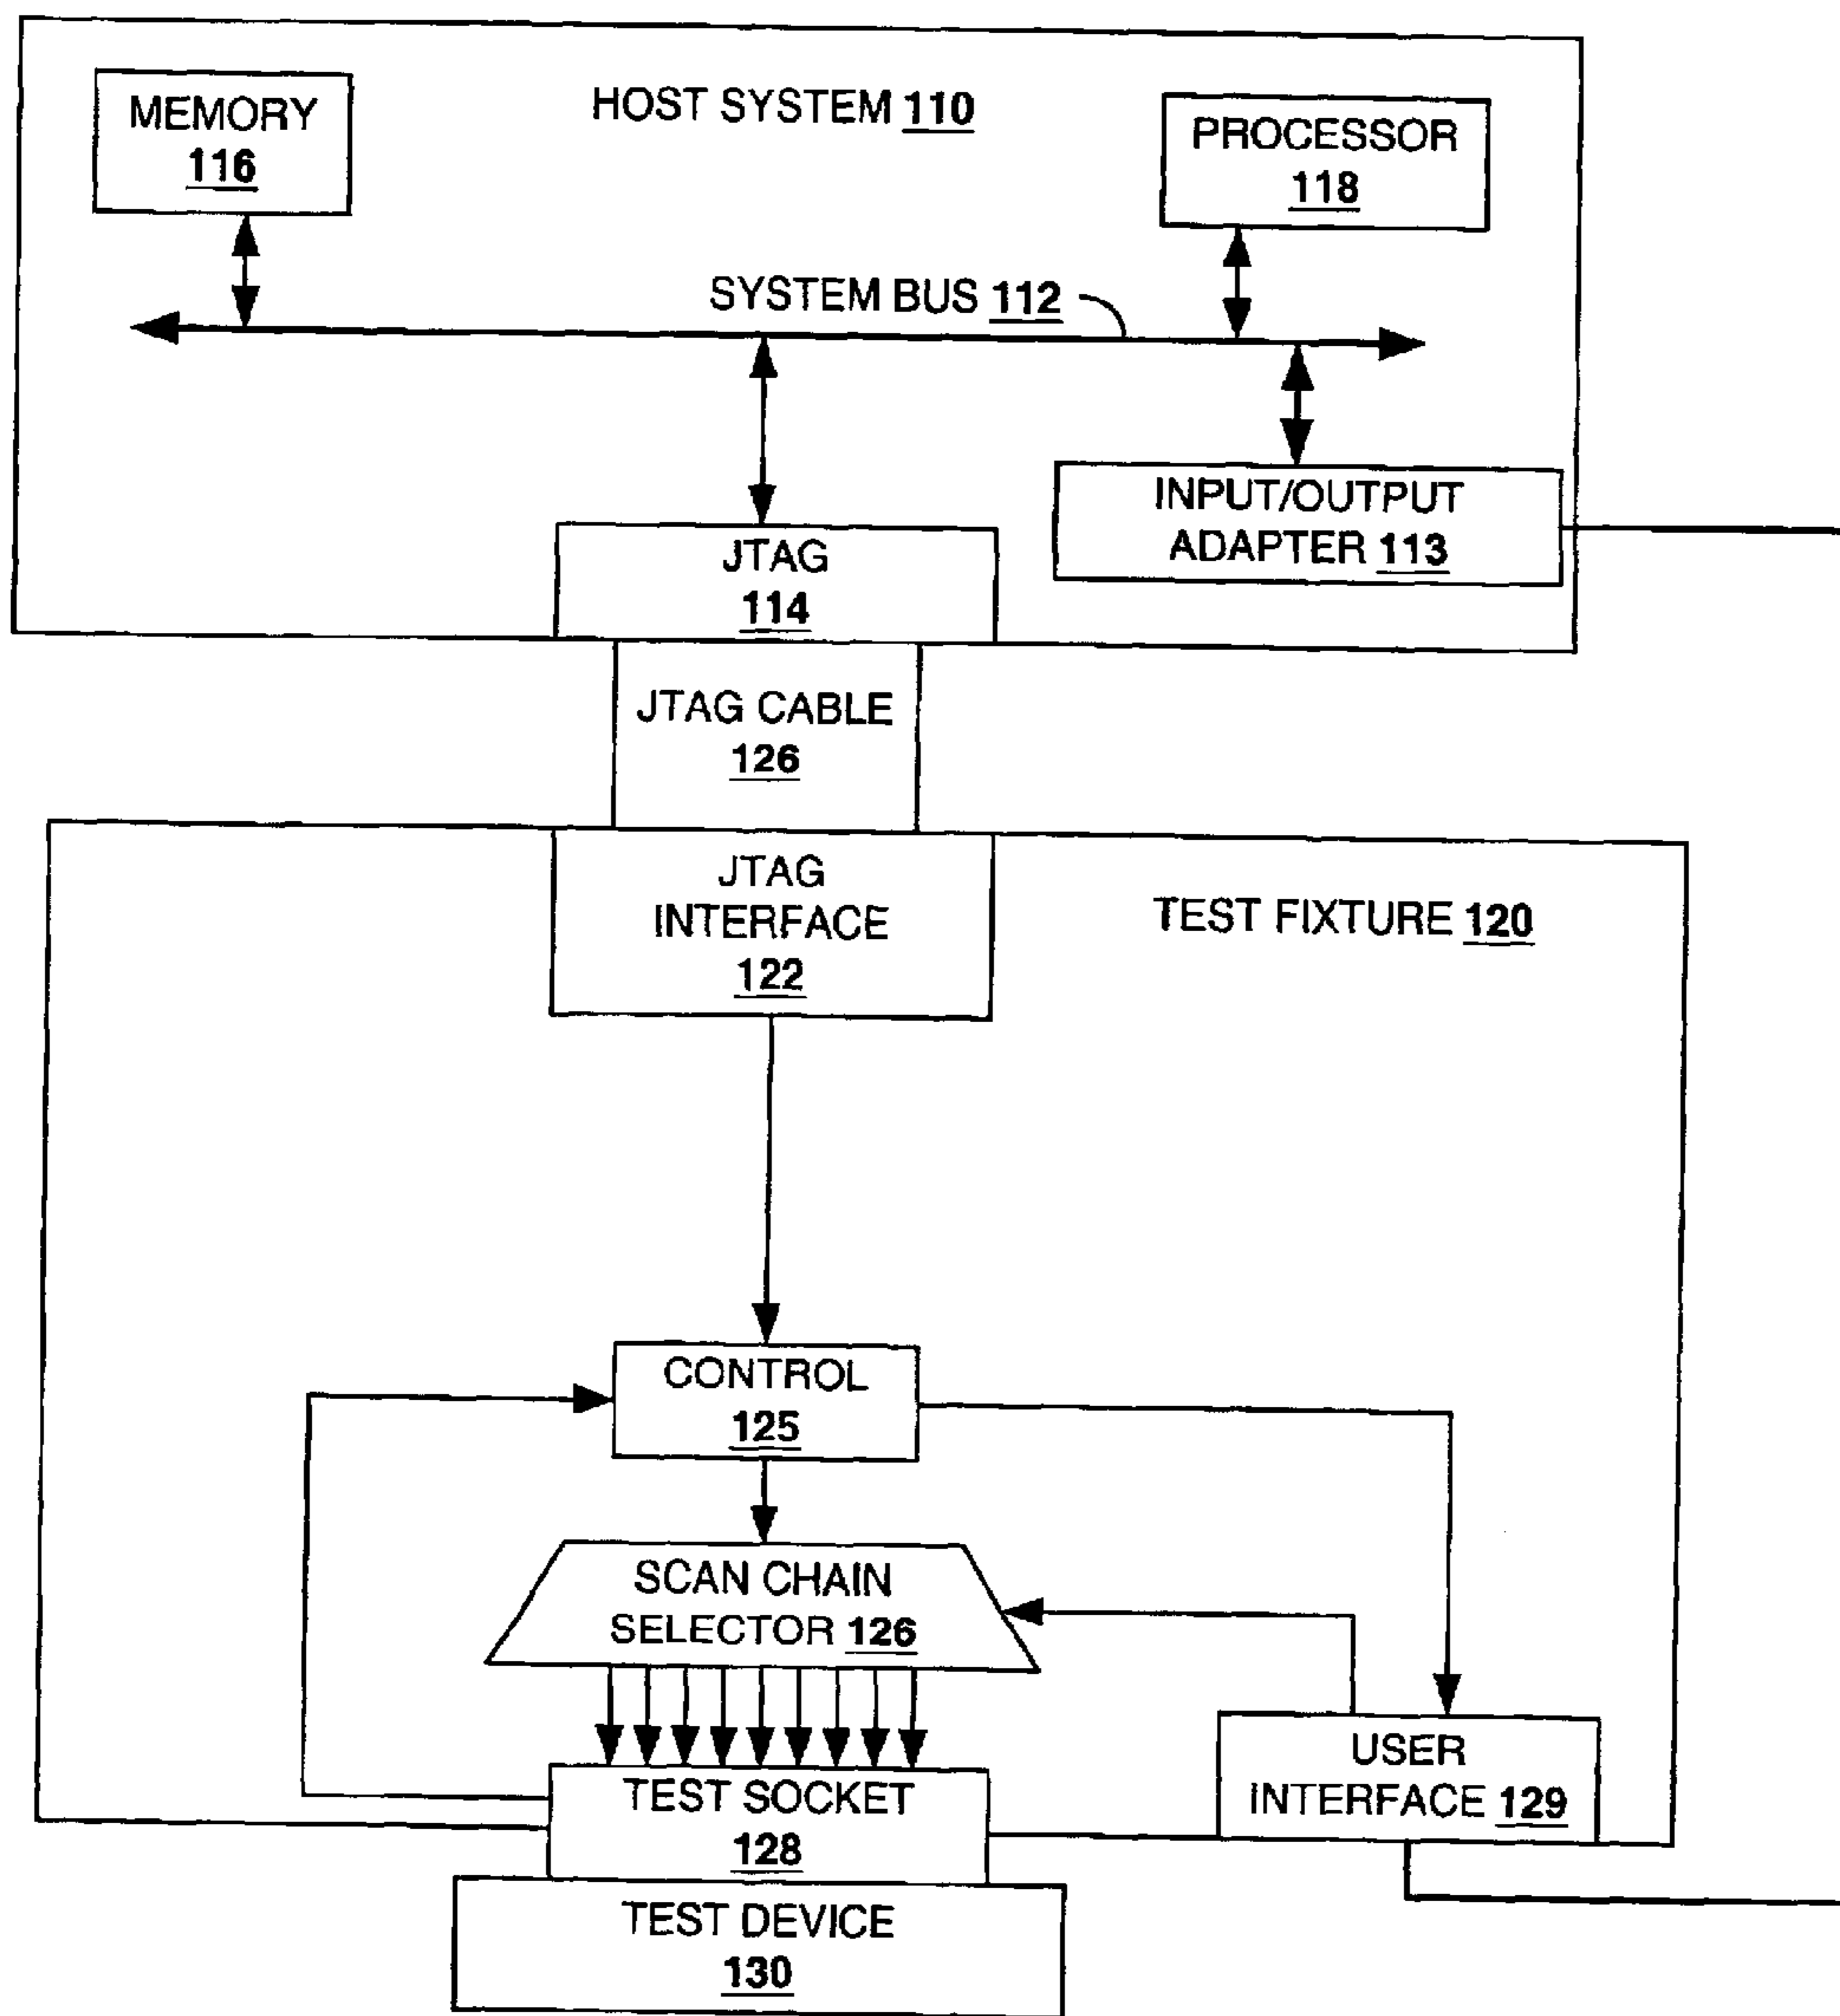 MEMORY
116
HOST SYSTEM 110
PROCESSOR
118
SYSTEM BUS 112
INPUT/OUTPUT
ADAPTER 113
JTAG
114
JTAG CABLE
126
JTAG
INTERFACE
122
TEST FIXTURE 120
CONTROL
125
SCAN CHAIN
SELECTOR 126
TEST SOCKET
128
USER
INTERFACE 129
TEST DEVICE
130